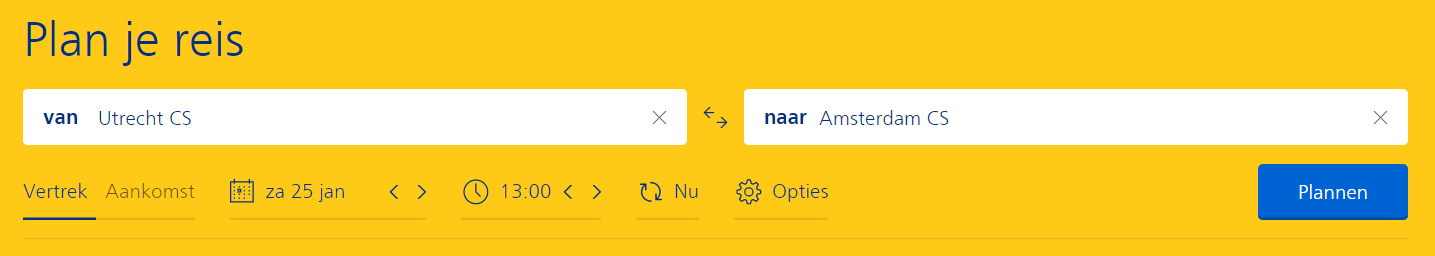 Plan je reis
van Utrecht CS naar Amsterdam CS
Vertrek Aankomst za 25 jan 13:00 Nu Opties Plannen